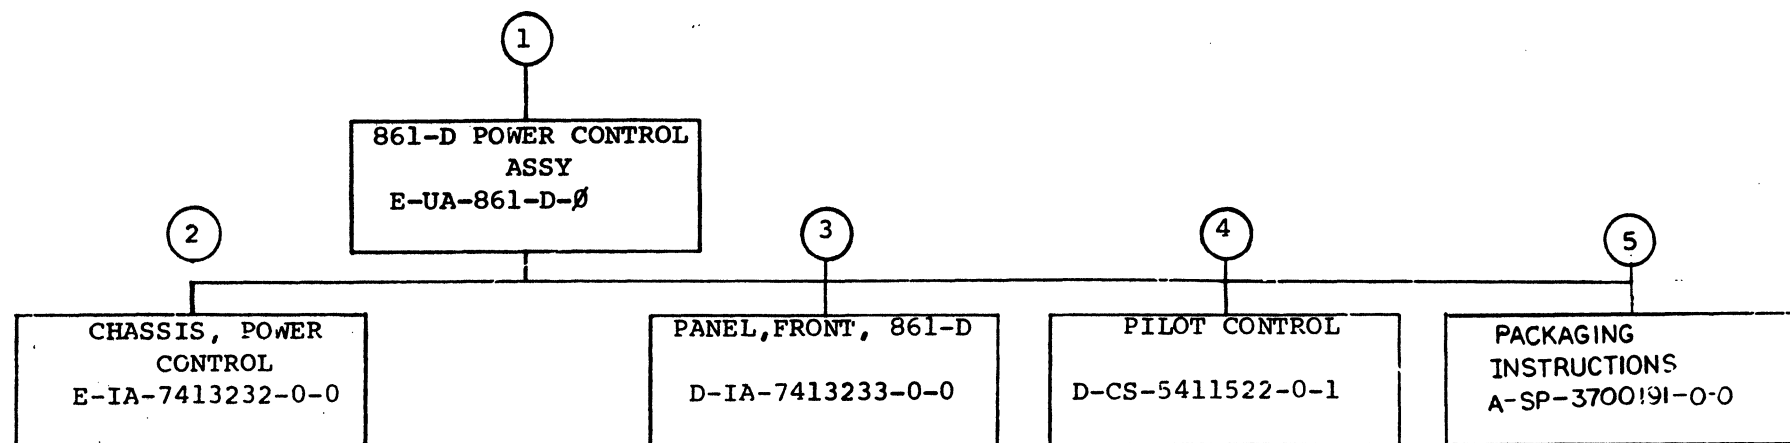 1
861-D POWER CONTROL
ASSY
E-UA-861-D-Ø
2
3
4
5
CHASSIS, POWER
CONTROL
E-IA-7413232-0-0
PANEL,FRONT, 861-D
D-IA-7413233-0-0
PILOT CONTROL
D-CS-5411522-0-1
PACKAGING
INSTRUCTIONS
A-SP-3700191-0-0